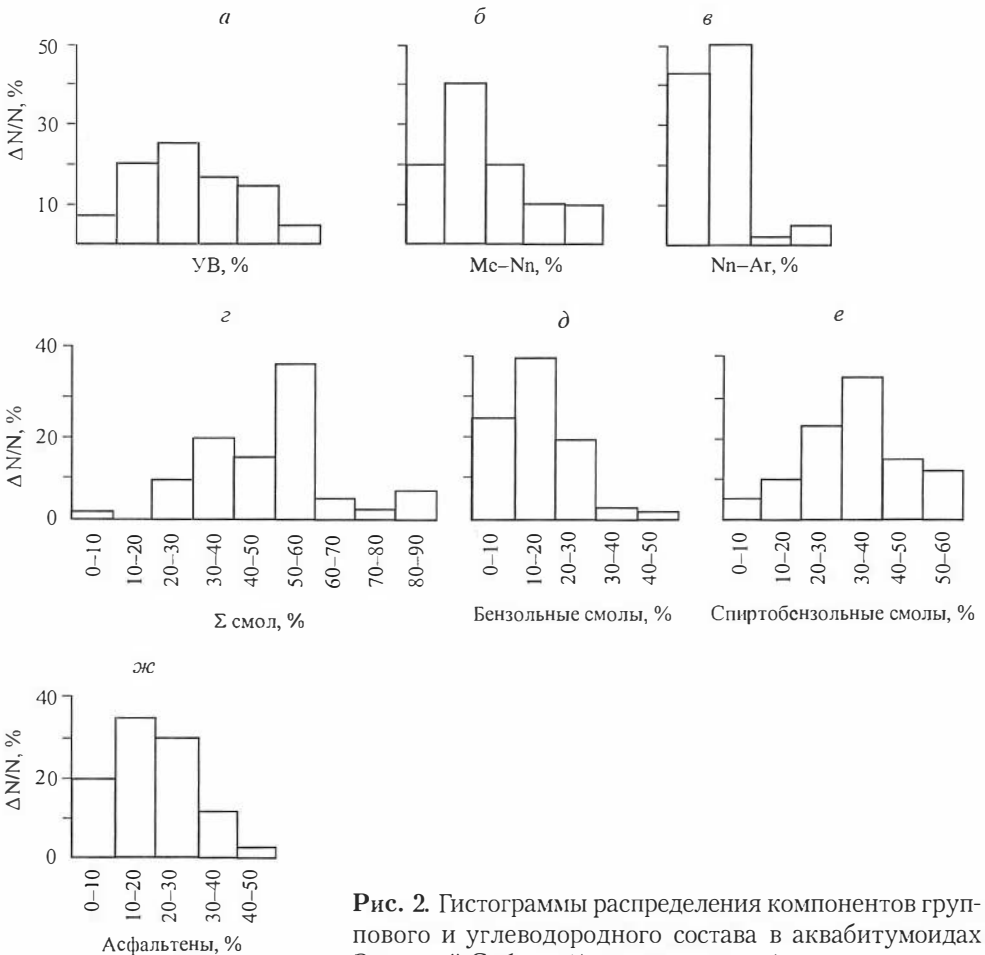 а б в
50
30
10
ΔN/N, %
УВ, % Мс–Nn, % Nn–Ar, %
г д е
40
20
0
ΔN/N, %
0–10 10–20 20–30 30–40 40–50 50–60 60–70 70–80 80–90 0–10 10–20 20–30 30–40 40–50 0–10 10–20 20–30 30–40 40–50 50–60
Σ смол, % Бензольные смолы, % Спиртобензольные смолы, %
ж
40
20
0
ΔN/N, %
0–10 10–20 20–30 30–40 40–50
Асфальтены, %
Рис. 2. Гистограммы распределения компонентов груп-
пового и углеводородного состава в аквабитумоидах